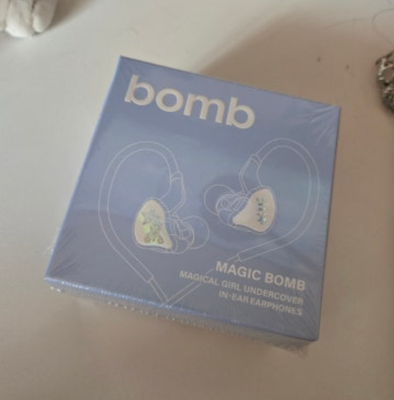 bomb
MAGIC BOMB
MAGICAL GIRL UNDERCOVER
IN-EAR EARPHONES